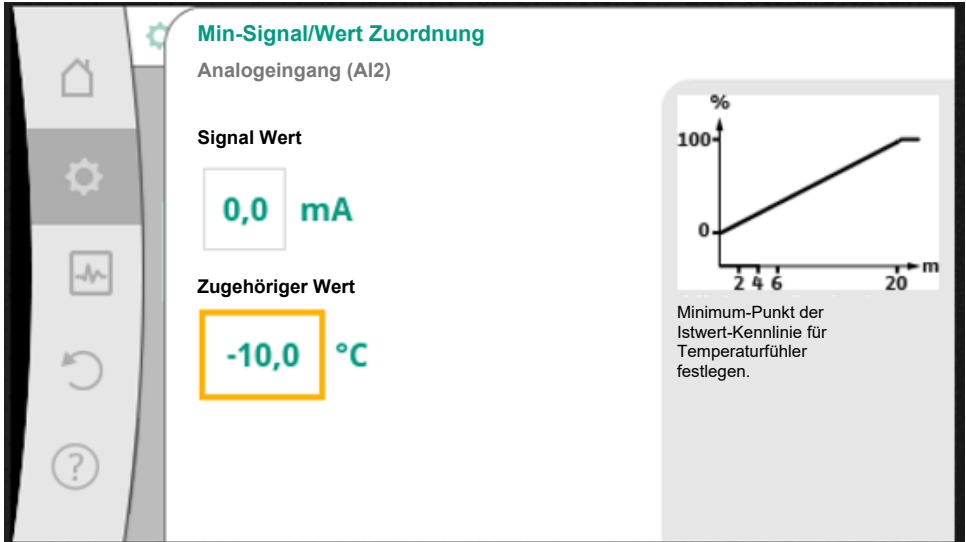 Min-Signal/Wert Zuordnung
Analogeingang (AI2)
Signal Wert
0,0 mA
Zugehöriger Wert
-10,0 °C
%
100
0
2 4 6 20
m
Minimum-Punkt der
Istwert-Kennlinie für
Temperaturfühler
festlegen.
?